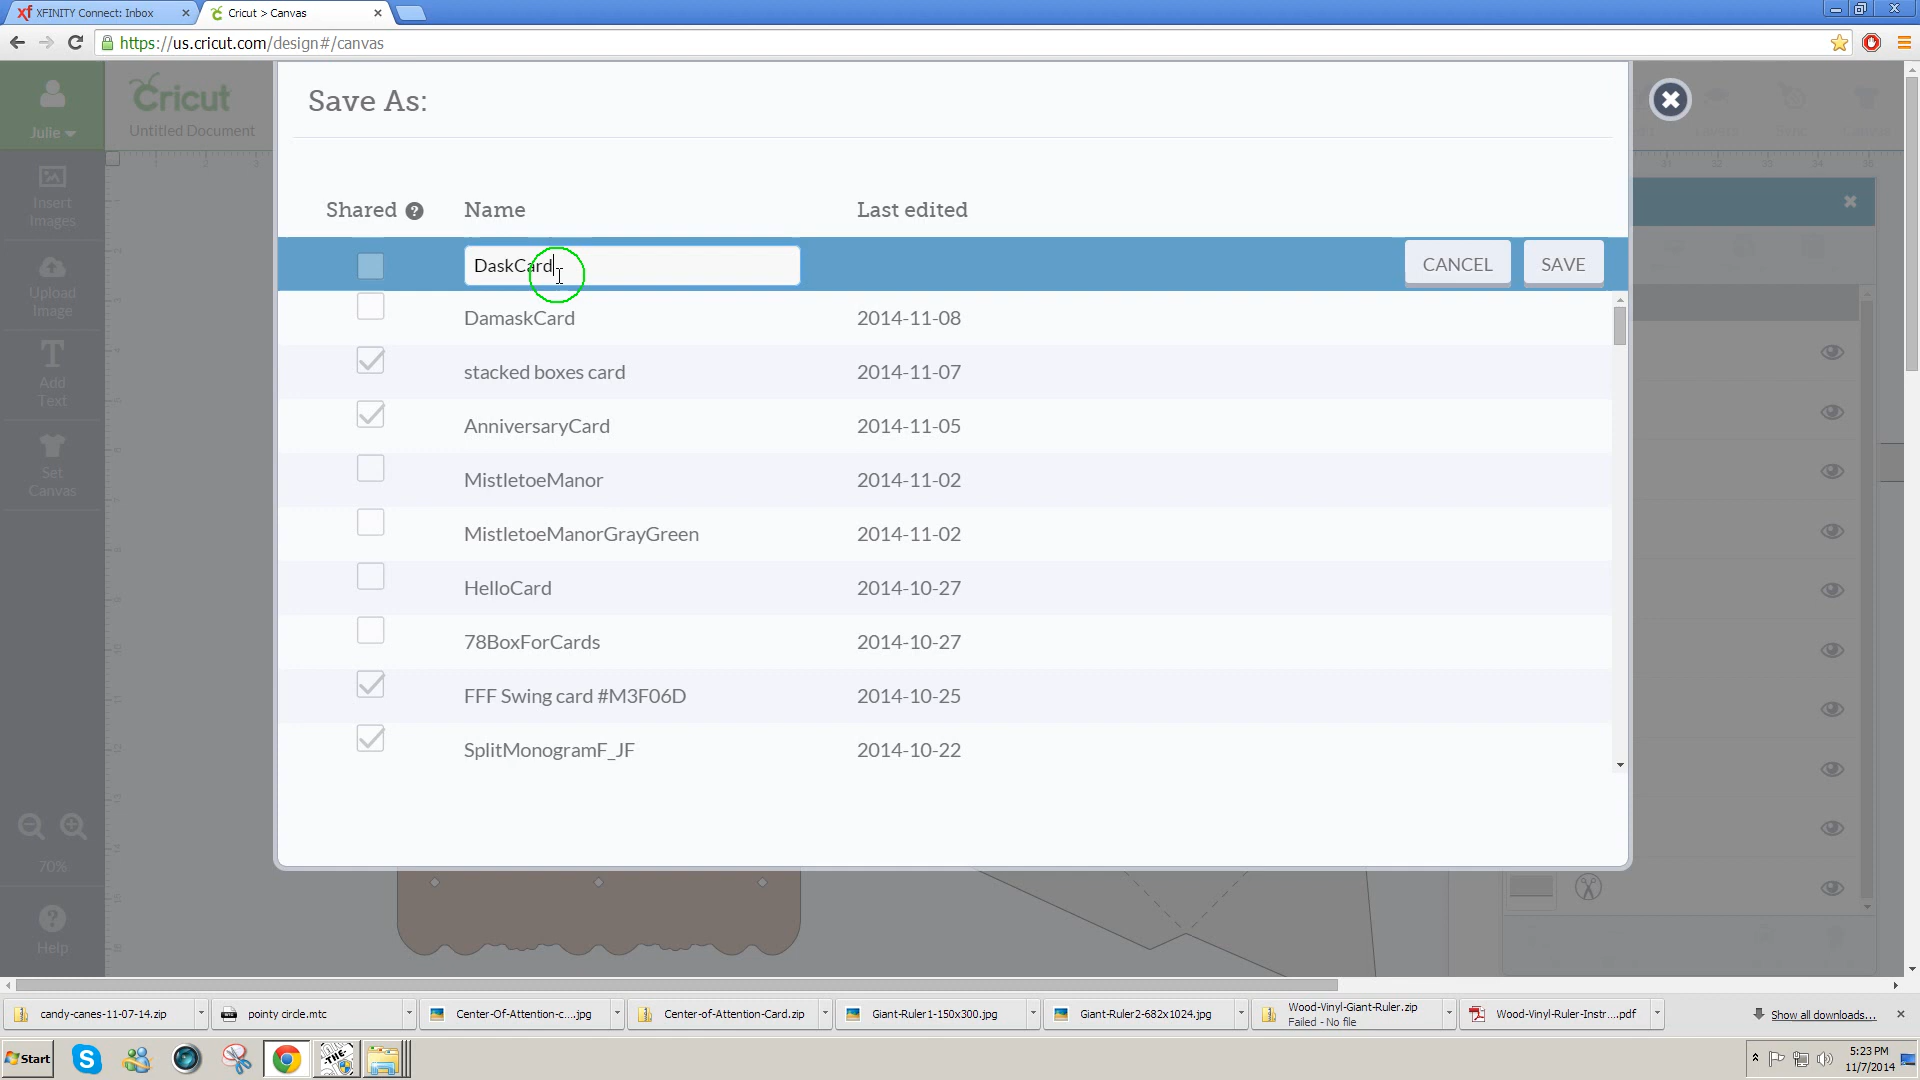 XFINITY Connect: Inbox
Cricut > Canvas
https://us.cricut.com/design#/canvas
Julie
Cricut
Untitled Document
Save As:
Shared ? Name Last edited
DaskCard CANCEL SAVE
DamaskCard 2014-11-08
stacked boxes card 2014-11-07
AnniversaryCard 2014-11-05
MistletoeManor 2014-11-02
MistletoeManorGrayGreen 2014-11-02
HelloCard 2014-10-27
78BoxForCards 2014-10-27
FFF Swing card #M3F06D 2014-10-25
SplitMonogramF_JF 2014-10-22
Insert
Images
Upload
Image
Add
Text
Set
Canvas
70%
Help
candy-canes-11-07-14.zip
pointy circle.mtc
Center-Of-Attention-c....jpg
Center-of-Attention-Card.zip
Giant-Ruler1-150x300.jpg
Giant-Ruler2-682x1024.jpg
Wood-Vinyl-Giant-Ruler.zip
Failed - No file
Wood-Vinyl-Ruler-Instr....pdf
Show all downloads...
Start
-THE-
5:23 PM
11/7/2014